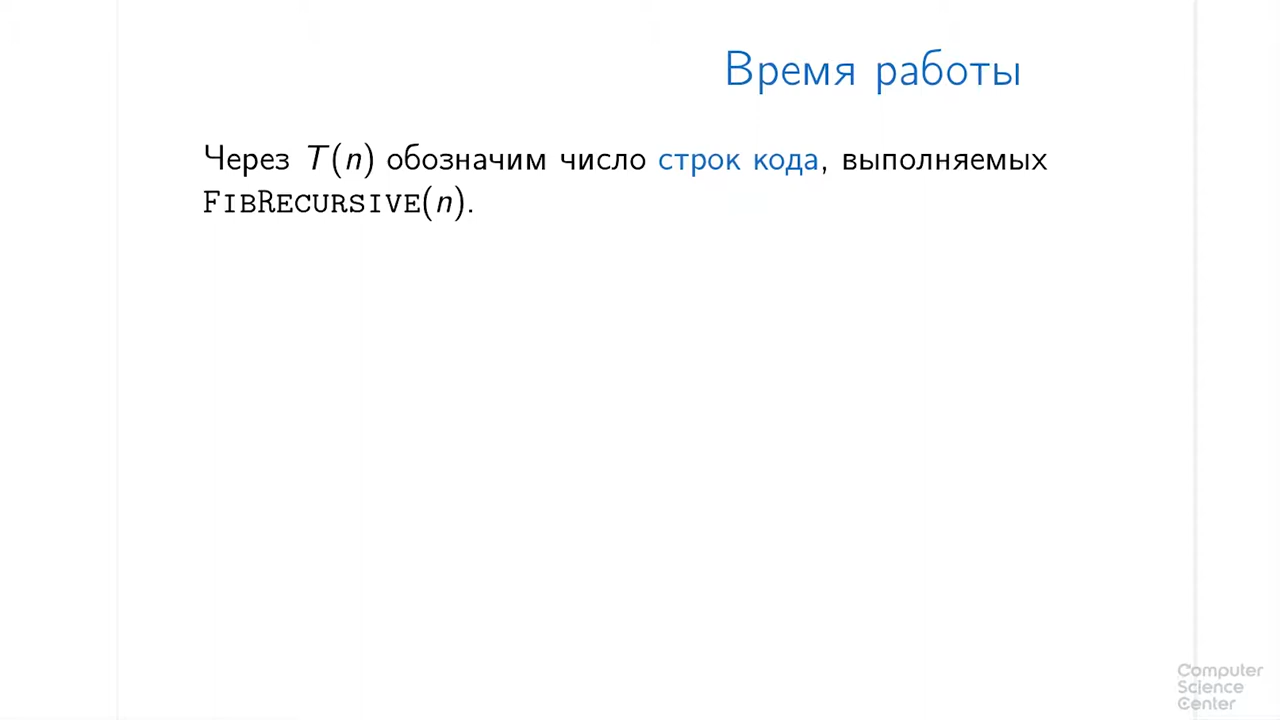 Время работы
Через T(n) обозначим число строк кода, выполняемых
FIBRECURSIVE(n).
Computer
Science
Center